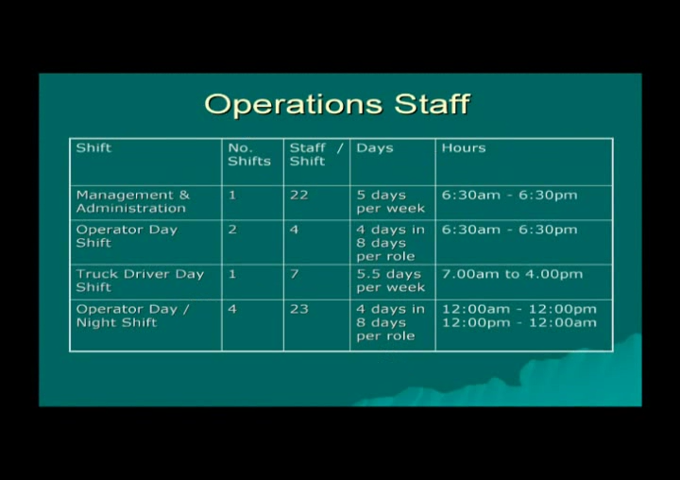 Operations Staff
Shift No. Shifts Staff / Shift Days Hours
Management & Administration 1 22 5 days per week 6:30am - 6:30pm
Operator Day Shift 2 4 4 days in 8 days per role 6:30am - 6:30pm
Truck Driver Day Shift 1 7 5.5 days per week 7.00am to 4.00pm
Operator Day / Night Shift 4 23 4 days in 8 days per role 12:00am - 12:00pm 12:00pm - 12:00am